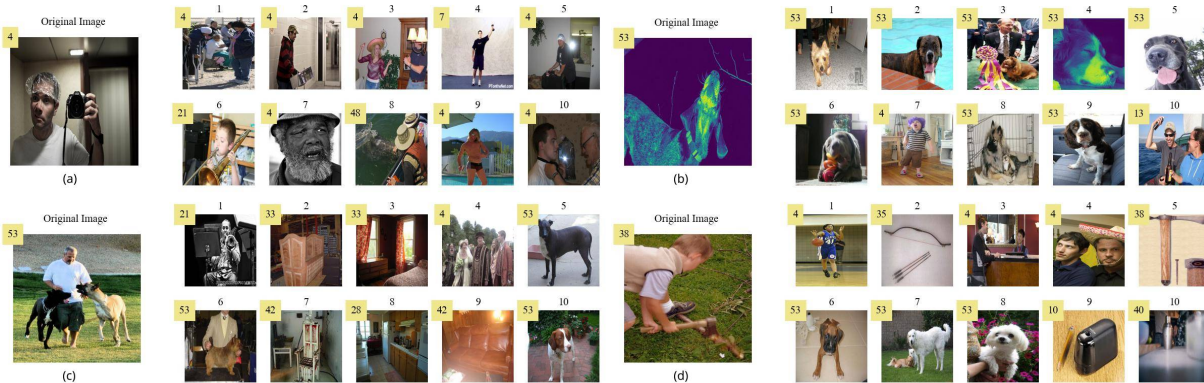 Original Image
4
1 2 3 4 5
4 4 4 7 4
6 7 8 9 10
21 4 48 4 4
(a)
Original Image
53
1 2 3 4 5
53 53 53 53 53
6 7 8 9 10
53 4 53 53 13
(b)
Original Image
53
1 2 3 4 5
21 33 33 4 53
6 7 8 9 10
53 42 28 42 53
(c)
Original Image
38
1 2 3 4 5
4 35 4 4 38
6 7 8 9 10
53 53 53 10 40
(d)